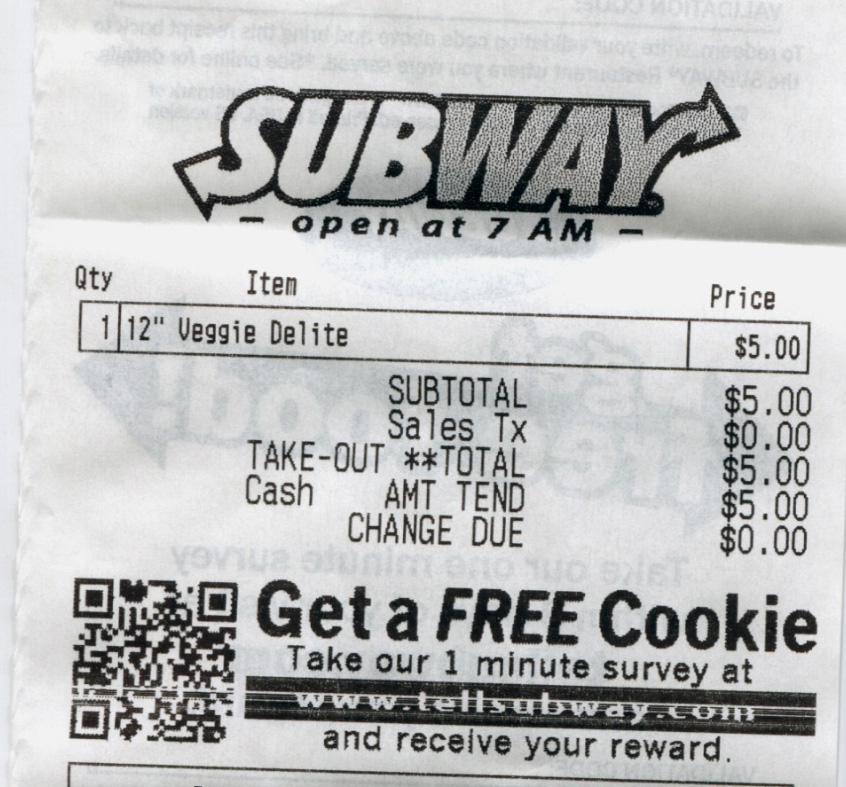 SUBWAY
– open at 7 AM –
Qty Item Price
1 12" Veggie Delite $5.00
SUBTOTAL $5.00
Sales Tx $0.00
TAKE-OUT **TOTAL $5.00
Cash AMT TEND $5.00
CHANGE DUE $0.00
Get a FREE Cookie
Take our 1 minute survey at
www.tellsubway.com
and receive your reward.